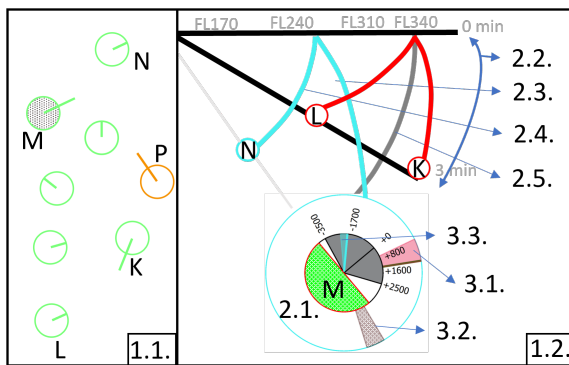 FL170
FL240
FL310
FL340
0 min
N
M
P
K
L
1.1.
2.2.
2.3.
2.4.
2.5.
L
N
K
3 min
-3500
-1700
+0
+800
+1600
+2500
M
2.1.
3.3.
3.1.
3.2.
1.2.